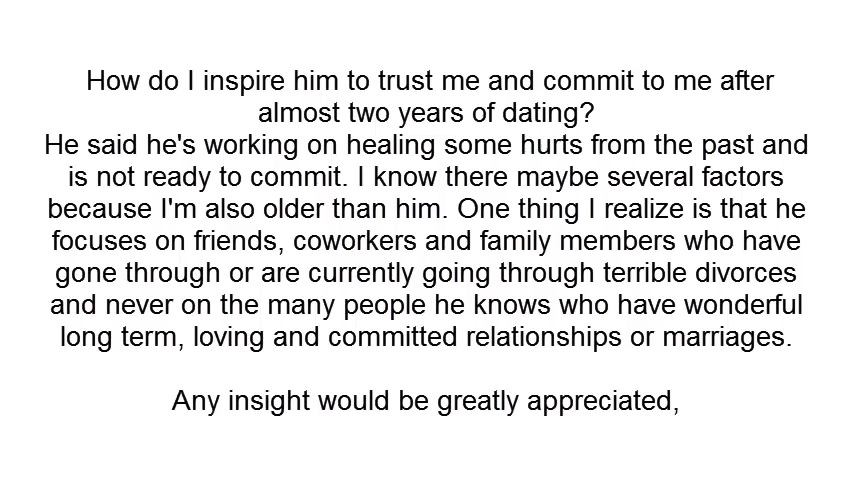 How do I inspire him to trust me and commit to me after
almost two years of dating?
He said he's working on healing some hurts from the past and
is not ready to commit. I know there maybe several factors
because I'm also older than him. One thing I realize is that he
focuses on friends, coworkers and family members who have
gone through or are currently going through terrible divorces
and never on the many people he knows who have wonderful
long term, loving and committed relationships or marriages.
Any insight would be greatly appreciated,